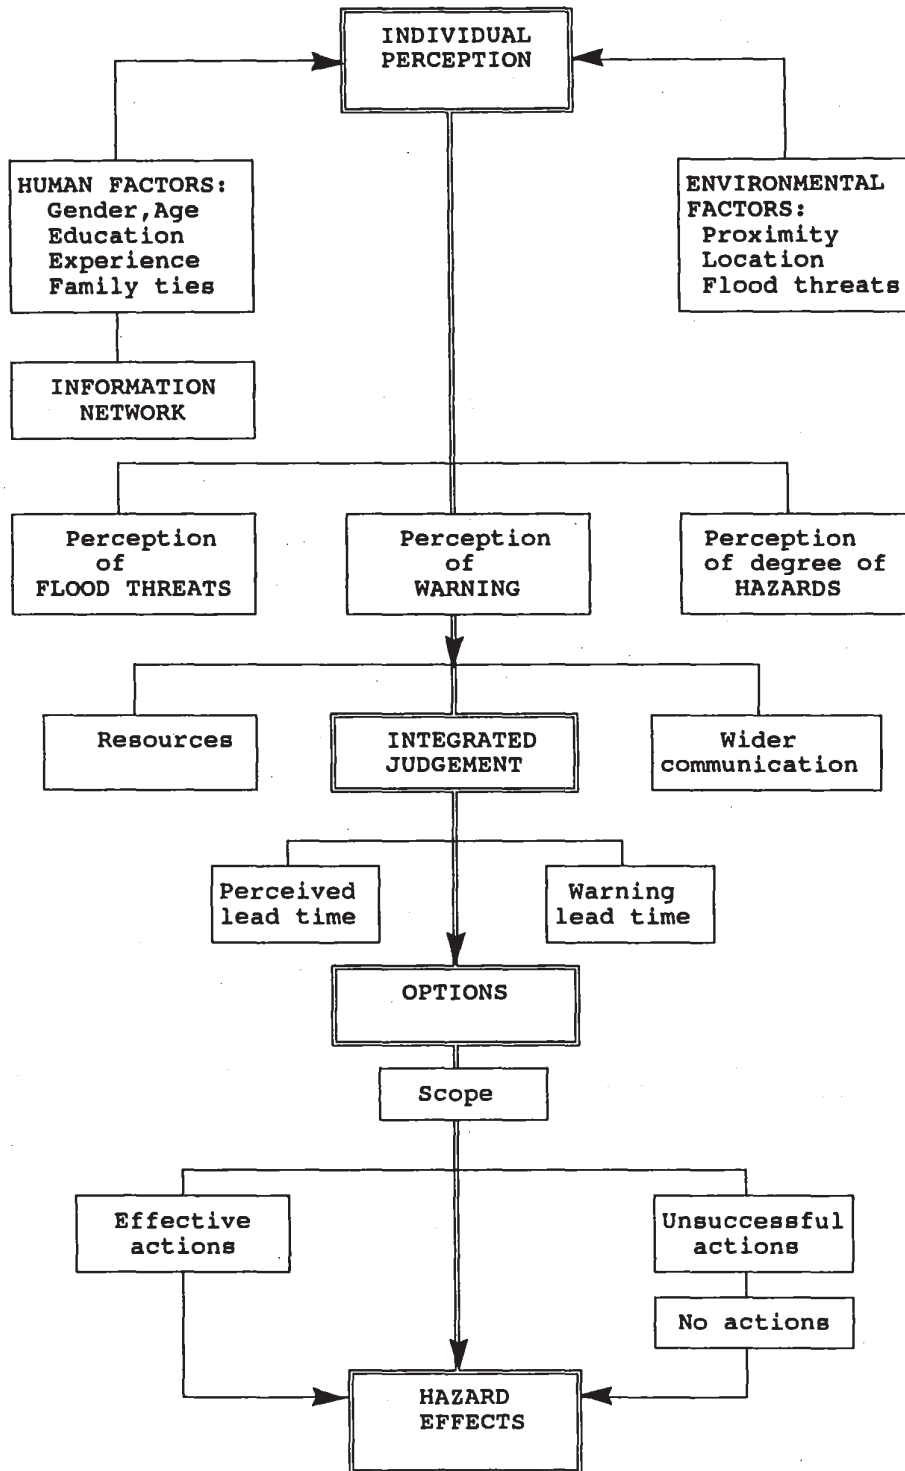 INDIVIDUAL
PERCEPTION
HUMAN FACTORS:
Gender,Age
Education
Experience
Family ties
ENVIRONMENTAL
FACTORS:
Proximity
Location
Flood threats
INFORMATION
NETWORK
Perception
of
FLOOD THREATS
Perception
of
WARNING
Perception
of degree of
HAZARDS
Resources
INTEGRATED
JUDGEMENT
Wider
communication
Perceived
lead time
Warning
lead time
OPTIONS
Scope
Effective
actions
Unsuccessful
actions
No actions
HAZARD
EFFECTS